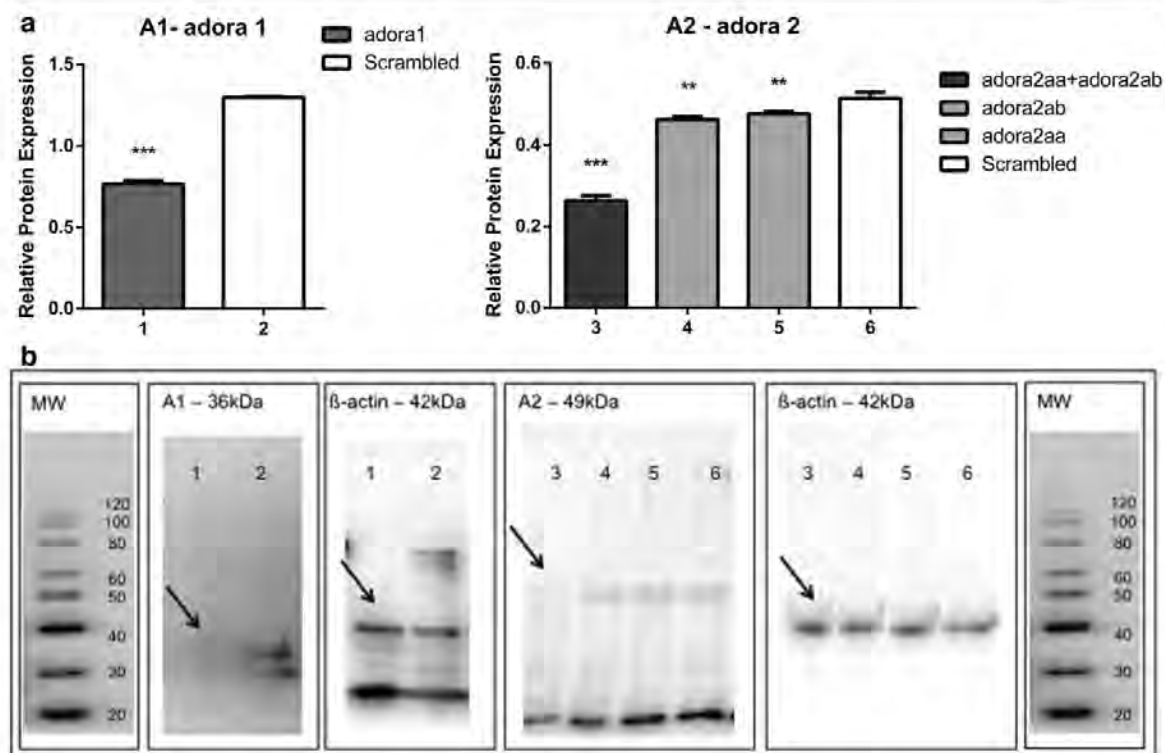 a
A1- adora 1
adora1
Scrambled
Relative Protein Expression
1.5
1.0
0.5
0.0
***
1
2
A2 - adora 2
adora2aa+adora2ab
adora2ab
adora2aa
Scrambled
Relative Protein Expression
0.6
0.4
0.2
0.0
***
**
**
3
4
5
6
b
MW
120
100
80
60
50
40
30
20
A1 – 36kDa
1
2
ß-actin – 42kDa
1
2
A2 – 49kDa
3
4
5
6
ß-actin – 42kDa
3
4
5
6
MW
120
100
80
60
50
40
30
20